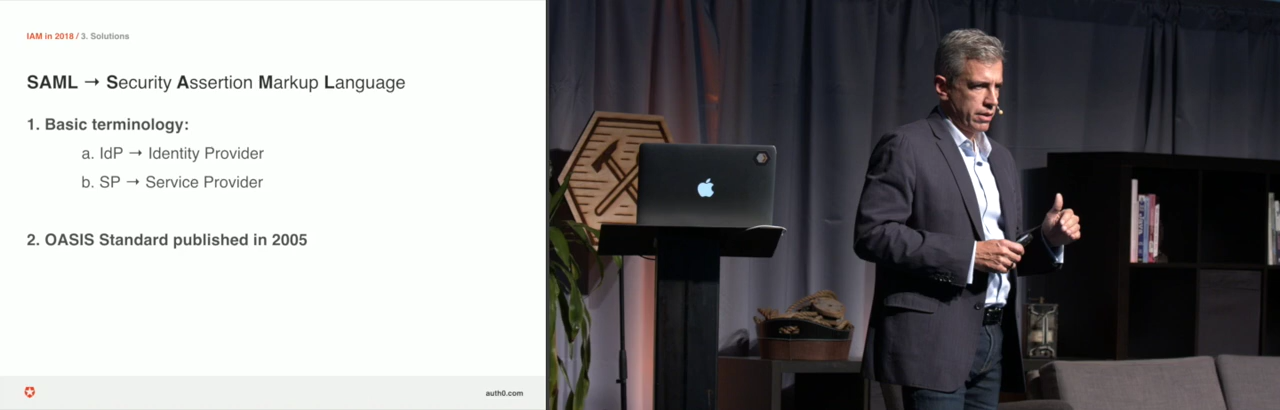 IAM in 2018 / 3. Solutions
SAML → Security Assertion Markup Language
1. Basic terminology:
a. IdP → Identity Provider
b. SP → Service Provider
2. OASIS Standard published in 2005
auth0.com